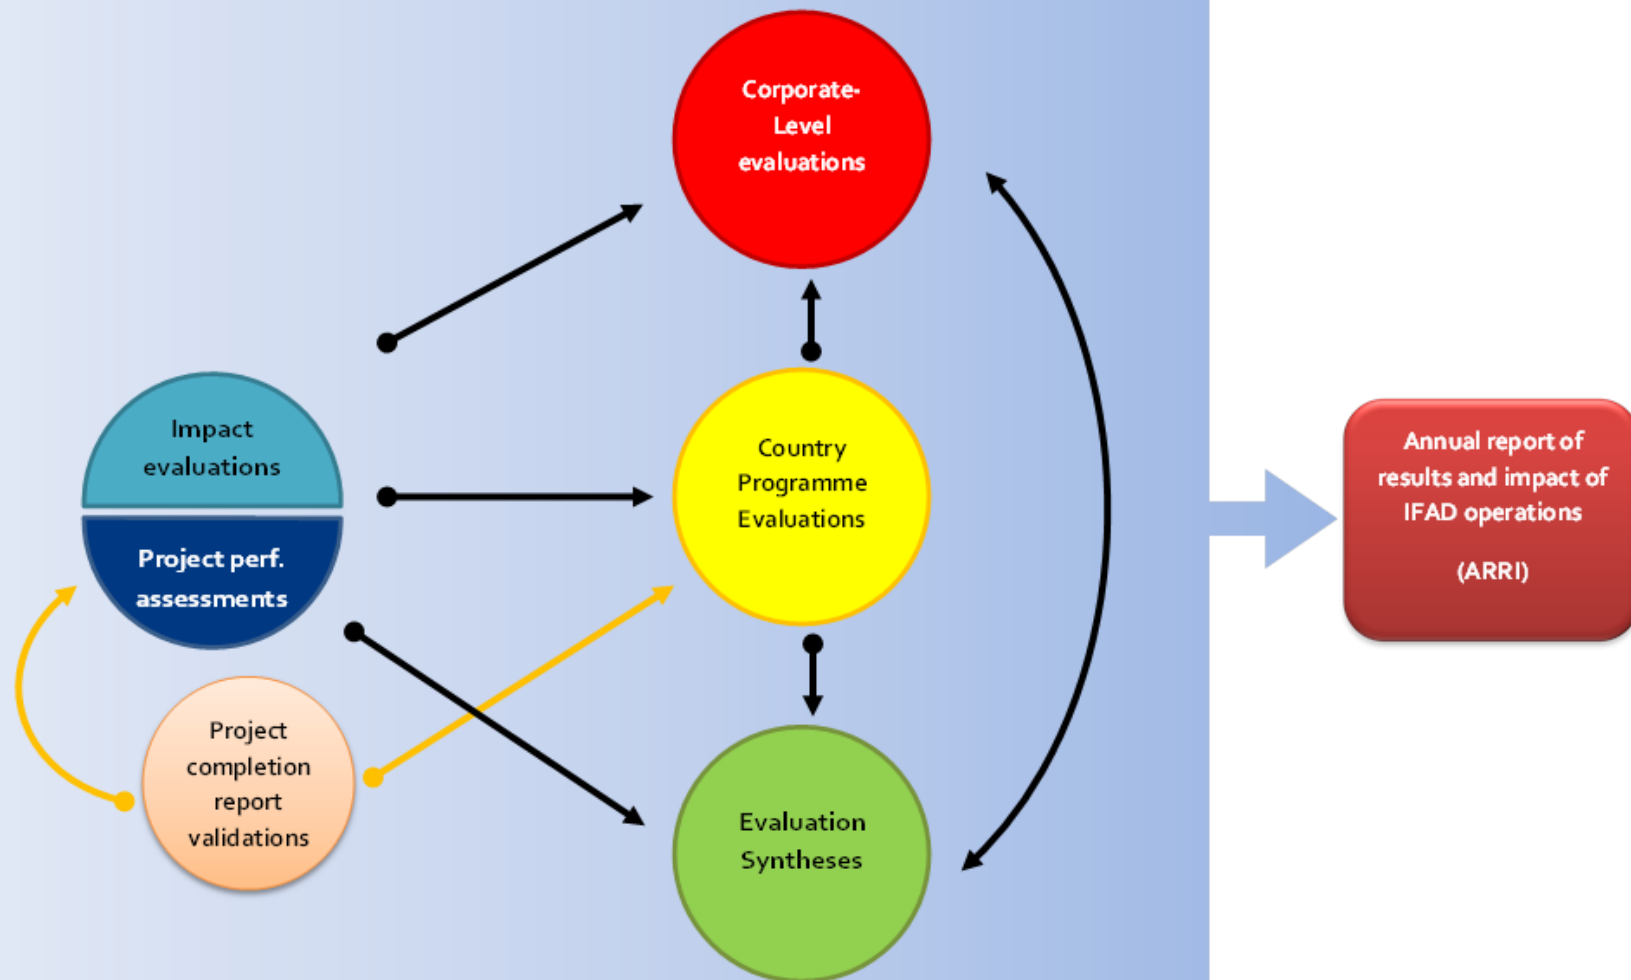 Corporate-
Level
evaluations
Impact
evaluations
Project perf.
assessments
Country
Programme
Evaluations
Annual report of
results and impact of
IFAD operations
(ARRI)
Project
completion
report
validations
Evaluation
Syntheses